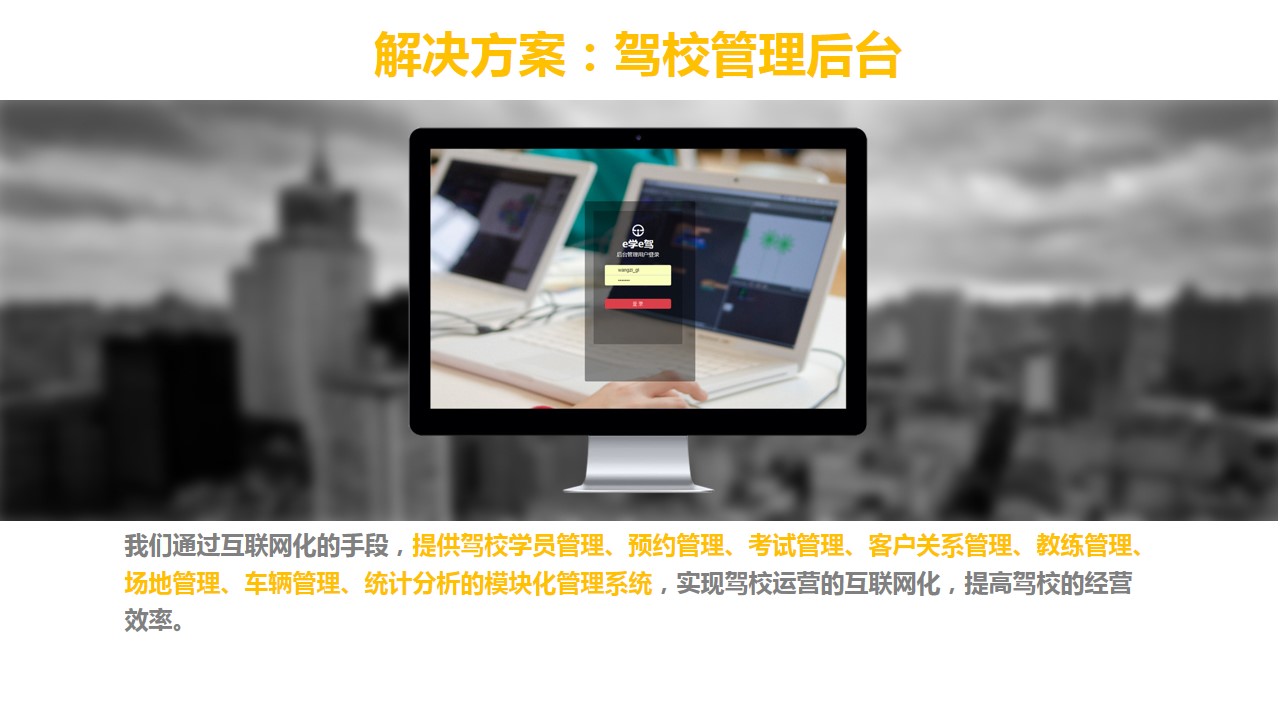 解决方案：驾校管理后台
e学e驾
后台管理用户登录
wangzi_gl
登 录
我们通过互联网化的手段，提供驾校学员管理、预约管理、考试管理、客户关系管理、教练管理、
场地管理、车辆管理、统计分析的模块化管理系统，实现驾校运营的互联网化，提高驾校的经营
效率。